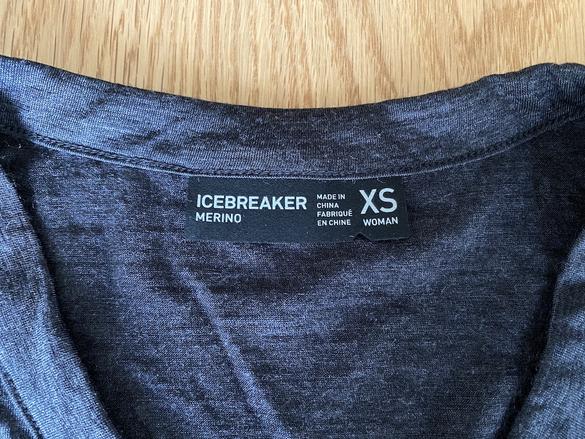 ICEBREAKER
MERINO
MADE IN
CHINA
FABRIQUÉ
EN CHINE
XS
WOMAN